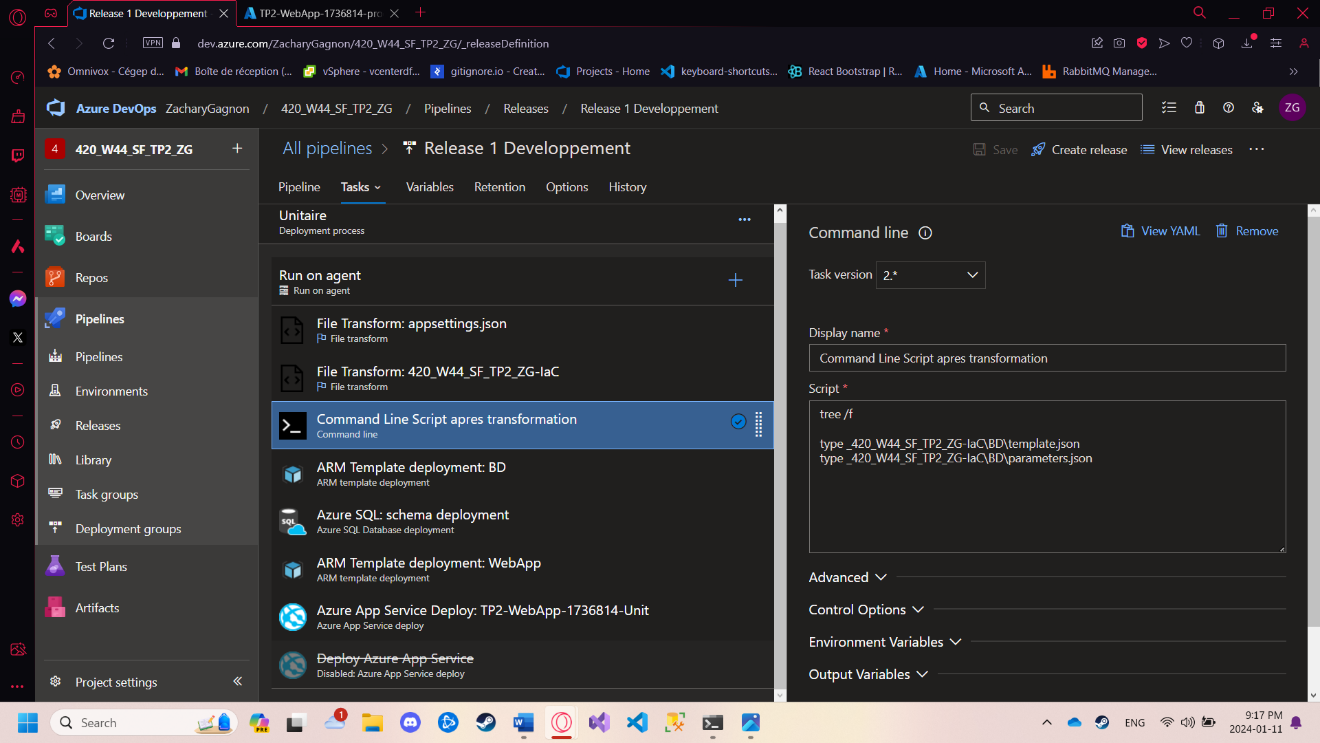 Release 1 Developpement
TP2-WebApp-1736814-pro
VPN
dev.azure.com/ZacharyGagnon/420_W44_SF_TP2_ZG/_releaseDefinition
Omnivox - Cégep d...
Boîte de réception (...
vSphere - vcenterdf...
gitignore.io - Creat...
Projects - Home
keyboard-shortcuts...
React Bootstrap | R...
Home - Microsoft A...
RabbitMQ Manage...
Azure DevOps
ZacharyGagnon
/
420_W44_SF_TP2_ZG
/
Pipelines
/
Releases
/
Release 1 Developpement
Search
ZG
4
420_W44_SF_TP2_ZG
Overview
Boards
Repos
Pipelines
Pipelines
Environments
Releases
Library
Task groups
Deployment groups
Test Plans
Artifacts
Project settings
All pipelines
Release 1 Developpement
Save
Create release
View releases
Pipeline
Tasks
Variables
Retention
Options
History
Unitaire
Deployment process
Run on agent
Run on agent
File Transform: appsettings.json
File transform
File Transform: 420_W44_SF_TP2_ZG-IaC
File transform
Command Line Script apres transformation
Command line
ARM Template deployment: BD
ARM template deployment
SQL
Azure SQL: schema deployment
Azure SQL Database deployment
ARM Template deployment: WebApp
ARM template deployment
Azure App Service Deploy: TP2-WebApp-1736814-Unit
Azure App Service deploy
Deploy Azure App Service
Disabled: Azure App Service deploy
Command line
View YAML
Remove
Task version
2.*
Display name *
Command Line Script apres transformation
Script *
tree /f
type _420_W44_SF_TP2_ZG-IaC\BD\template.json
type _420_W44_SF_TP2_ZG-IaC\BD\parameters.json
Advanced
Control Options
Environment Variables
Output Variables
Search
PRE
1
ENG
9:17 PM
2024-01-11